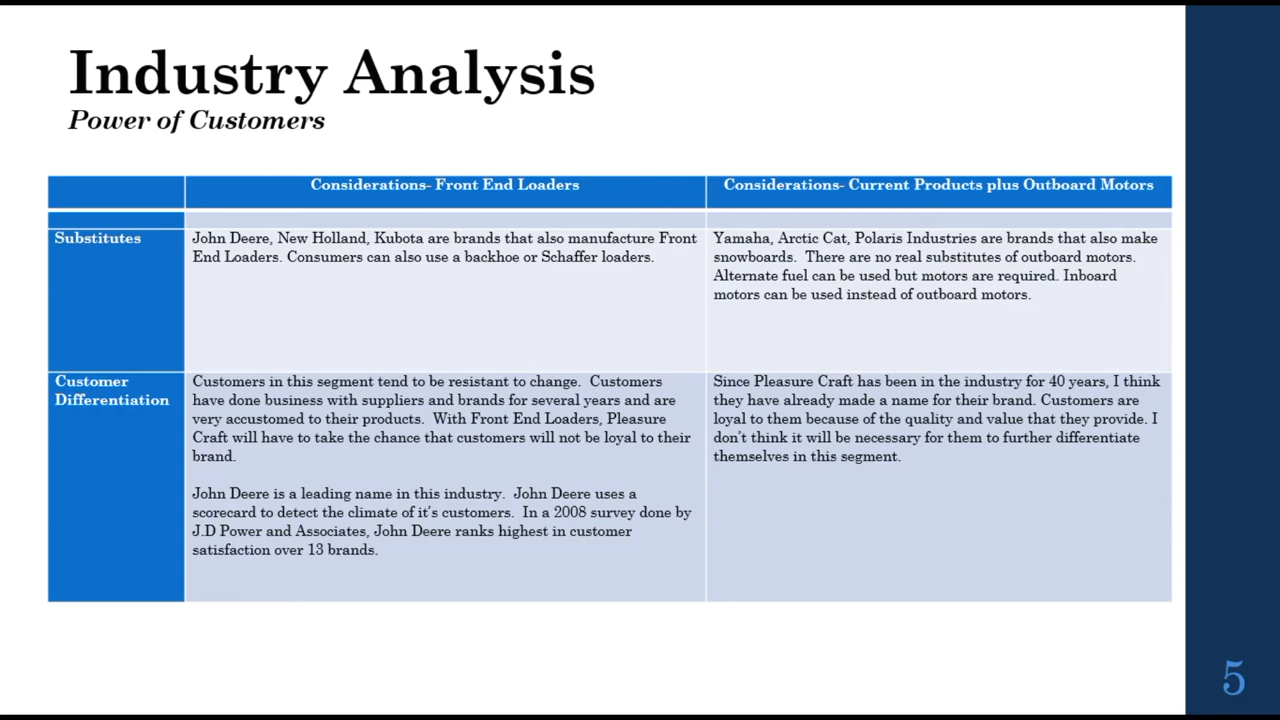 Industry Analysis
Power of Customers
Considerations- Front End Loaders
Considerations- Current Products plus Outboard Motors
Substitutes
John Deere, New Holland, Kubota are brands that also manufacture Front
End Loaders. Consumers can also use a backhoe or Schaffer loaders.
Yamaha, Arctic Cat, Polaris Industries are brands that also make
snowboards.  There are no real substitutes of outboard motors.
Alternate fuel can be used but motors are required. Inboard
motors can be used instead of outboard motors.
Customer
Differentiation
Customers in this segment tend to be resistant to change.  Customers
have done business with suppliers and brands for several years and are
very accustomed to their products.  With Front End Loaders, Pleasure
Craft will have to take the chance that customers will not be loyal to their
brand.
John Deere is a leading name in this industry.  John Deere uses a
scorecard to detect the climate of it's customers.  In a 2008 survey done by
J.D Power and Associates, John Deere ranks highest in customer
satisfaction over 13 brands.
Since Pleasure Craft has been in the industry for 40 years, I think
they have already made a name for their brand. Customers are
loyal to them because of the quality and value that they provide. I
don't think it will be necessary for them to further differentiate
themselves in this segment.
5